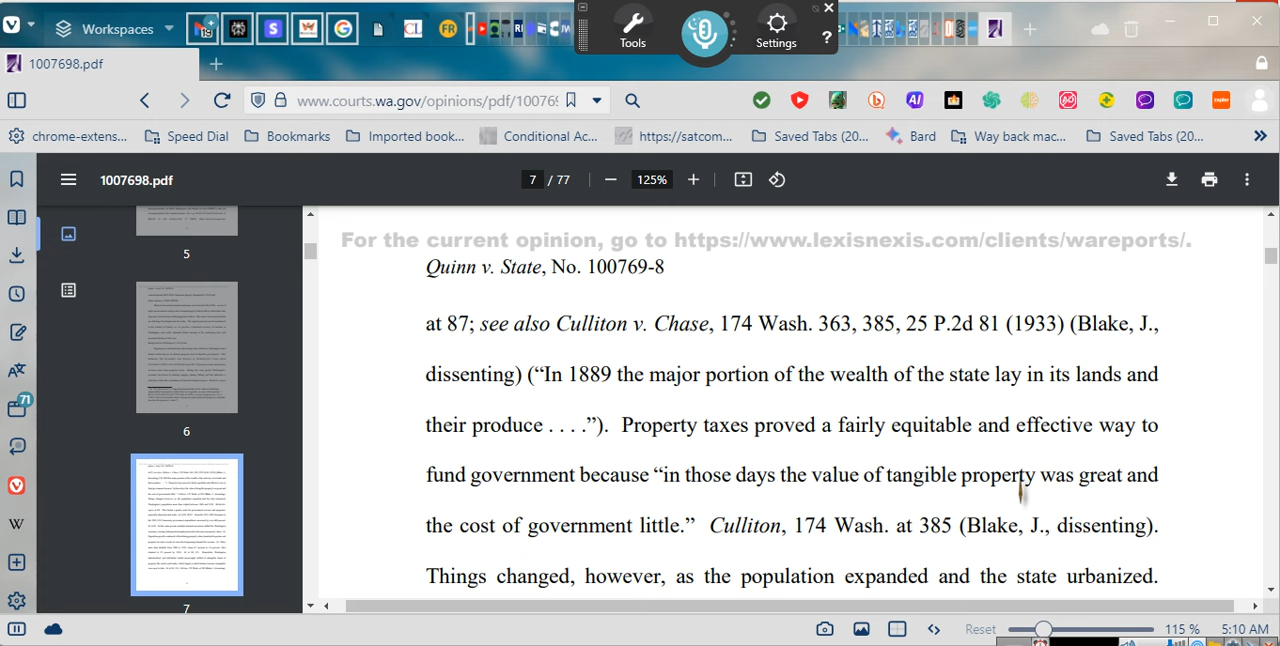 Workspaces
19
S
CL
FR
Tools
Settings
?
1007698.pdf
www.courts.wa.gov/opinions/pdf/10076
chrome-extens...
Speed Dial
Bookmarks
Imported book...
Conditional Ac...
https://satcom...
Saved Tabs (20...
Bard
Way back mac...
Saved Tabs (20...
1007698.pdf
7 / 77
125%
5
6
7
71
W
For the current opinion, go to https://www.lexisnexis.com/clients/wareports/.
Quinn v. State, No. 100769-8
at 87; see also Culliton v. Chase, 174 Wash. 363, 385, 25 P.2d 81 (1933) (Blake, J.,
dissenting) (“In 1889 the major portion of the wealth of the state lay in its lands and
their produce . . . .”). Property taxes proved a fairly equitable and effective way to
fund government because “in those days the value of tangible property was great and
the cost of government little.” Culliton, 174 Wash. at 385 (Blake, J., dissenting).
Things changed, however, as the population expanded and the state urbanized.
Reset
115 %
5:10 AM